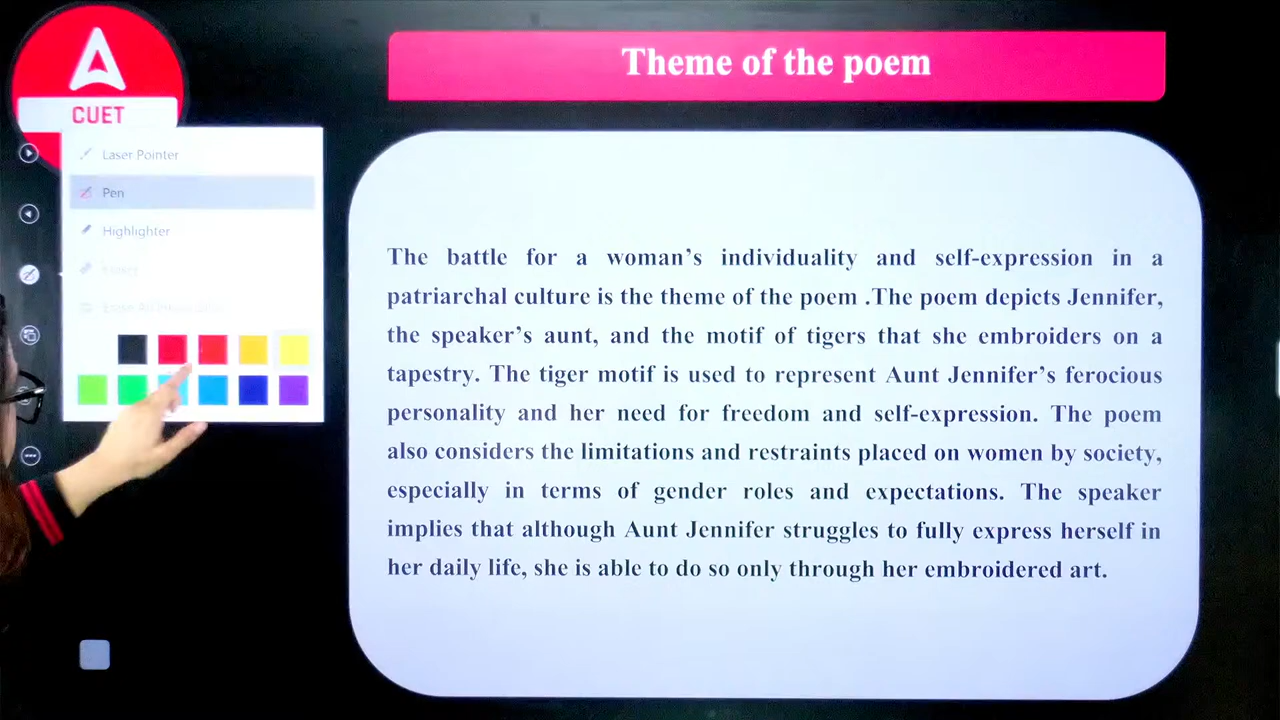 Theme of the poem
CUET
Laser Pointer
Pen
Highlighter
The battle for a woman's individuality and self-expression in a
patriarchal culture is the theme of the poem .The poem depicts Jennifer,
the speaker's aunt, and the motif of tigers that she embroiders on a
tapestry. The tiger motif is used to represent Aunt Jennifer's ferocious
personality and her need for freedom and self-expression. The poem
also considers the limitations and restraints placed on women by society,
especially in terms of gender roles and expectations. The speaker
implies that although Aunt Jennifer struggles to fully express herself in
her daily life, she is able to do so only through her embroidered art.